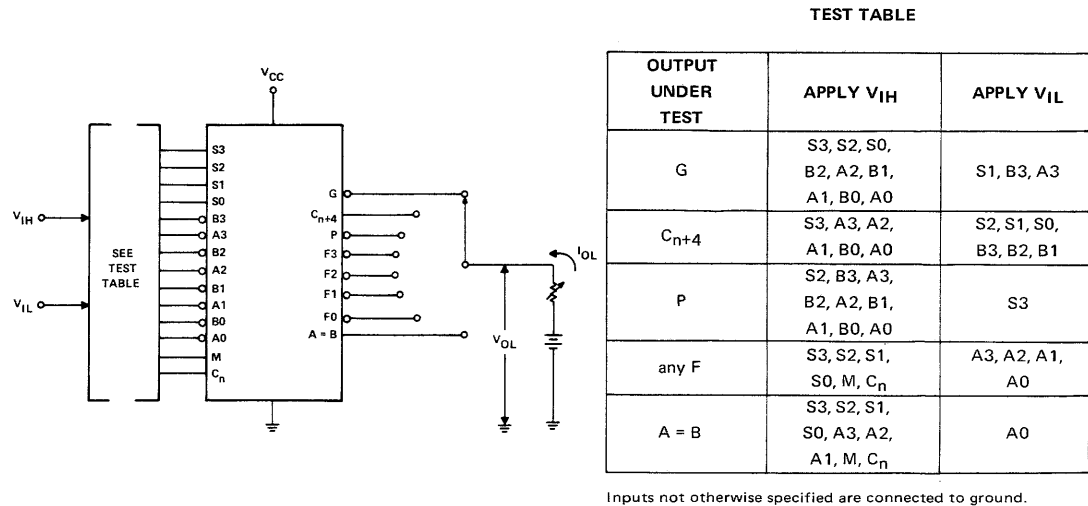 TEST TABLE
OUTPUT UNDER TEST
APPLY VIH
APPLY VIL
G
S3, S2, S0,
B2, A2, B1,
A1, B0, A0
S1, B3, A3
Cn+4
S3, A3, A2,
A1, B0, A0
S2, S1, S0,
B3, B2, B1
P
S2, B3, A3,
B2, A2, B1,
A1, B0, A0
S3
any F
S3, S2, S1,
S0, M, Cn
A3, A2, A1,
A0
A = B
S3, S2, S1,
S0, A3, A2,
A1, M, Cn
A0
Inputs not otherwise specified are connected to ground.
VCC
VIH
VIL
SEE
TEST
TABLE
S3
S2
S1
S0
B3
A3
B2
A2
B1
A1
B0
A0
M
Cn
G
Cn+4
P
F3
F2
F1
F0
A = B
VOL
IOL